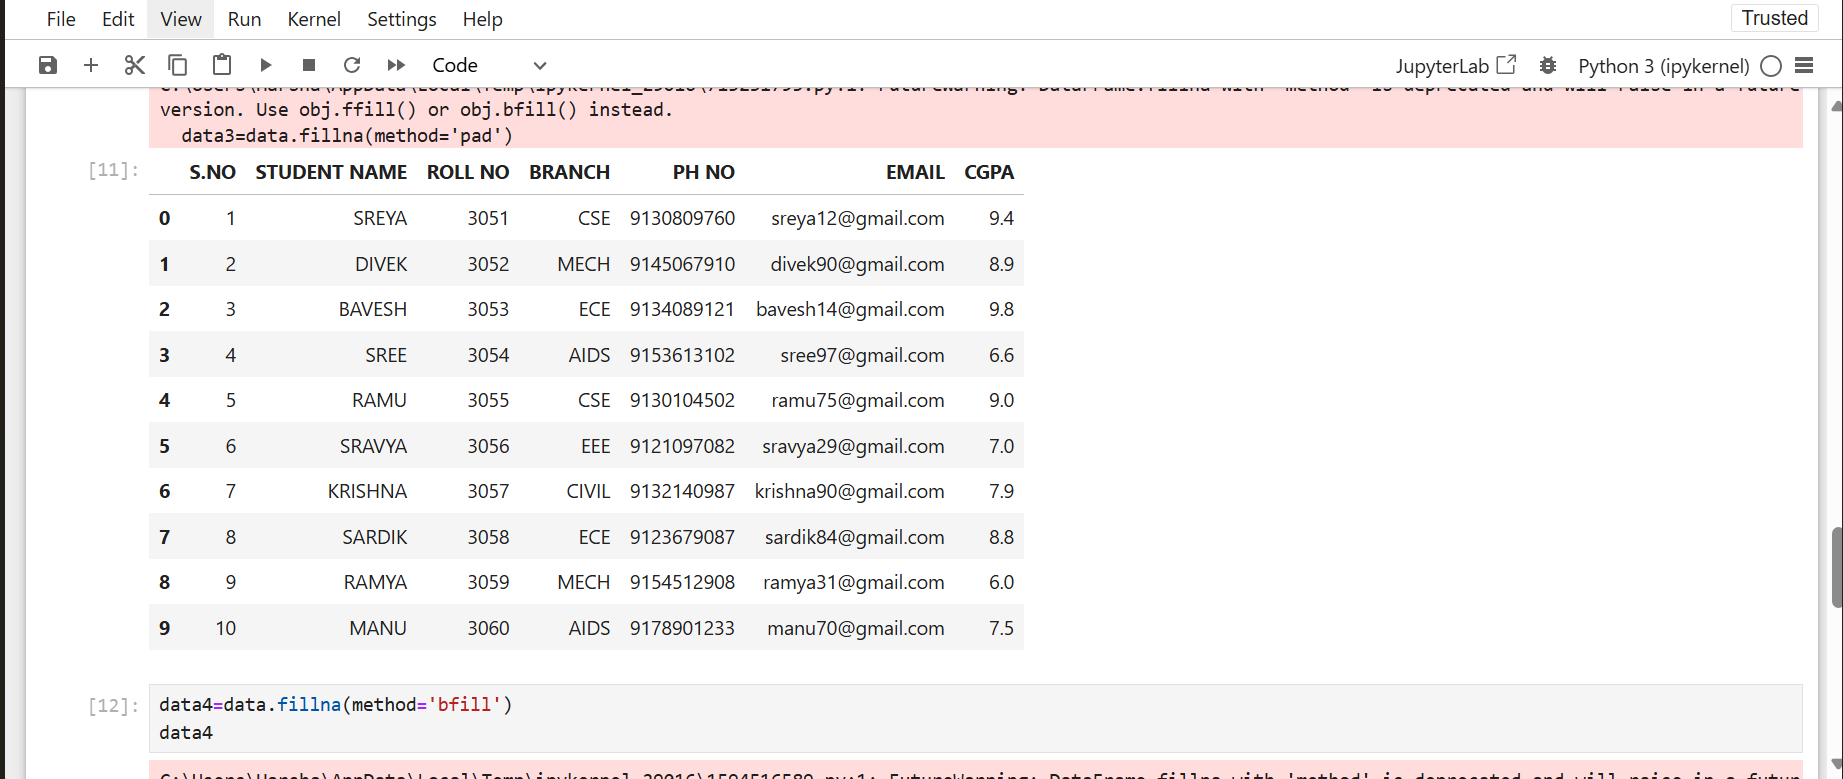 File Edit View Run Kernel Settings Help
Trusted
Code
JupyterLab
Python 3 (ipykernel)
version. Use obj.ffill() or obj.bfill() instead.
data3=data.fillna(method='pad')
[11]:
S.NO STUDENT NAME ROLL NO BRANCH PH NO EMAIL CGPA
0 1 SREYA 3051 CSE 9130809760 sreya12@gmail.com 9.4
1 2 DIVEK 3052 MECH 9145067910 divek90@gmail.com 8.9
2 3 BAVESH 3053 ECE 9134089121 bavesh14@gmail.com 9.8
3 4 SREE 3054 AIDS 9153613102 sree97@gmail.com 6.6
4 5 RAMU 3055 CSE 9130104502 ramu75@gmail.com 9.0
5 6 SRAVYA 3056 EEE 9121097082 sravya29@gmail.com 7.0
6 7 KRISHNA 3057 CIVIL 9132140987 krishna90@gmail.com 7.9
7 8 SARDIK 3058 ECE 9123679087 sardik84@gmail.com 8.8
8 9 RAMYA 3059 MECH 9154512908 ramya31@gmail.com 6.0
9 10 MANU 3060 AIDS 9178901233 manu70@gmail.com 7.5
[12]:
data4=data.fillna(method='bfill')
data4